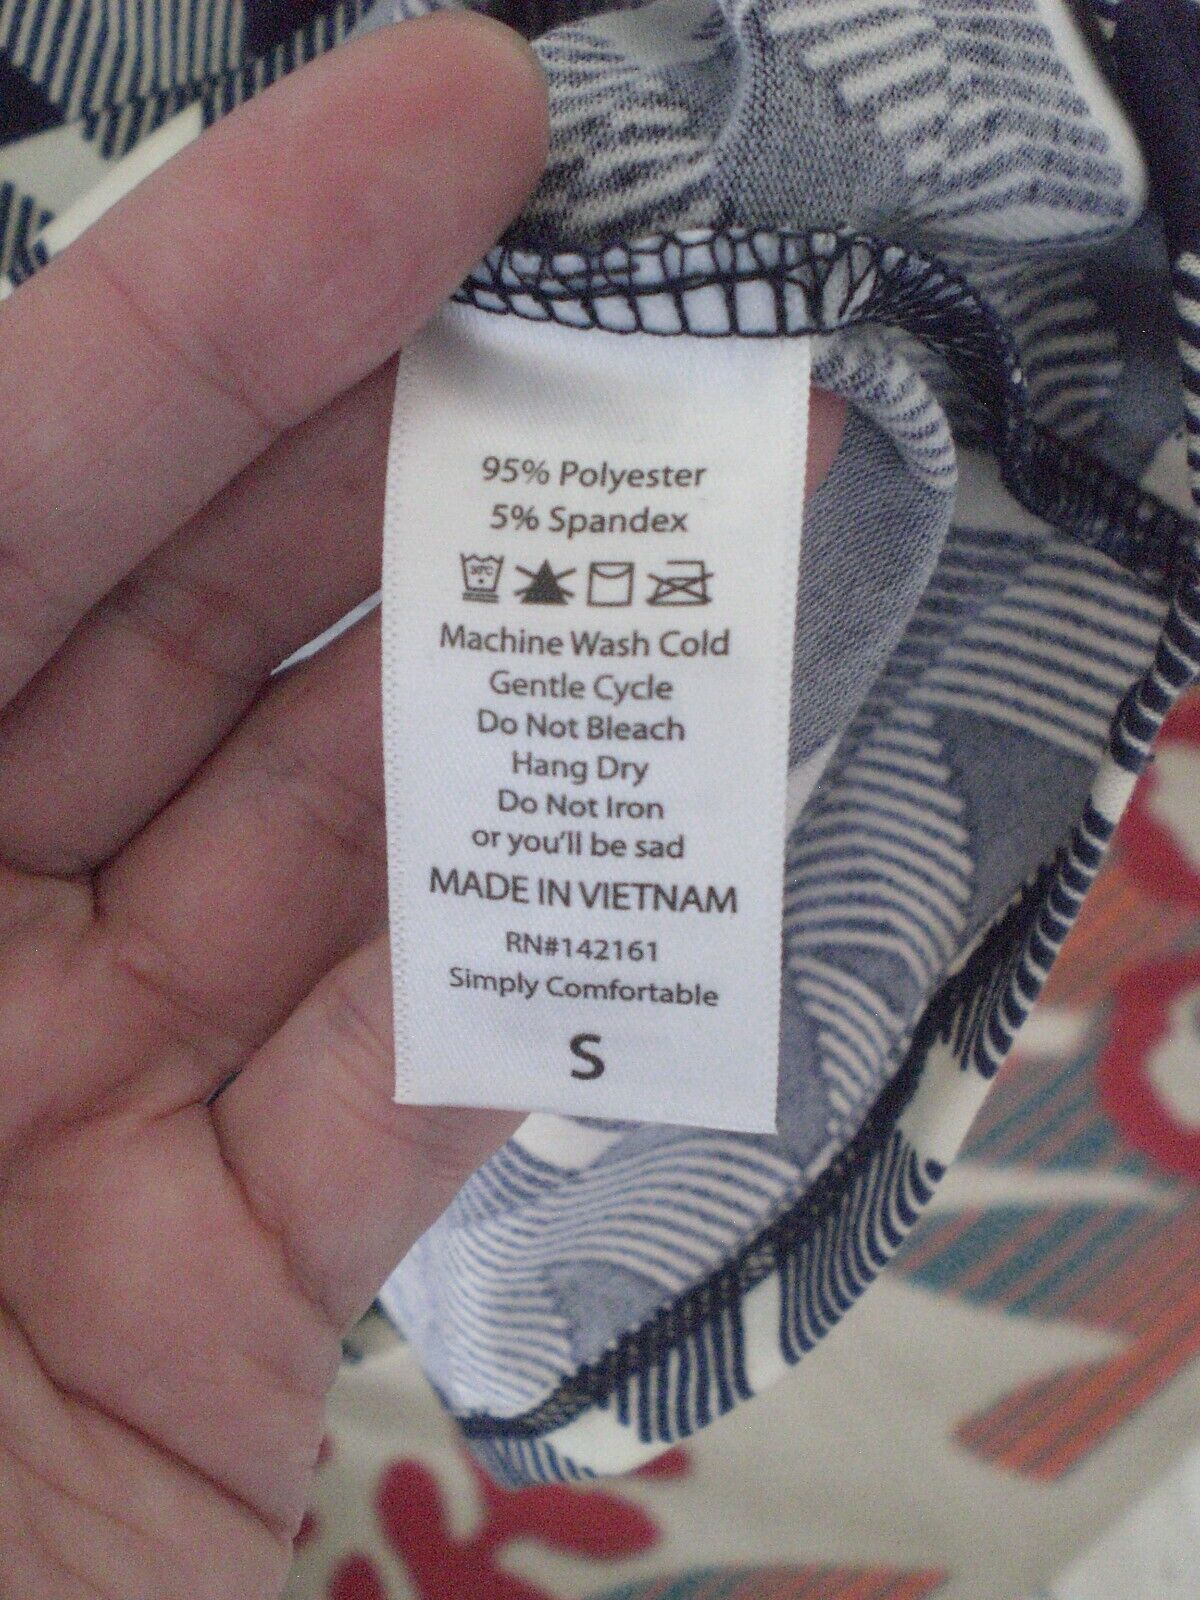 95% Polyester
5% Spandex
30°C
Machine Wash Cold
Gentle Cycle
Do Not Bleach
Hang Dry
Do Not Iron
or you'll be sad
MADE IN VIETNAM
RN#142161
Simply Comfortable
S